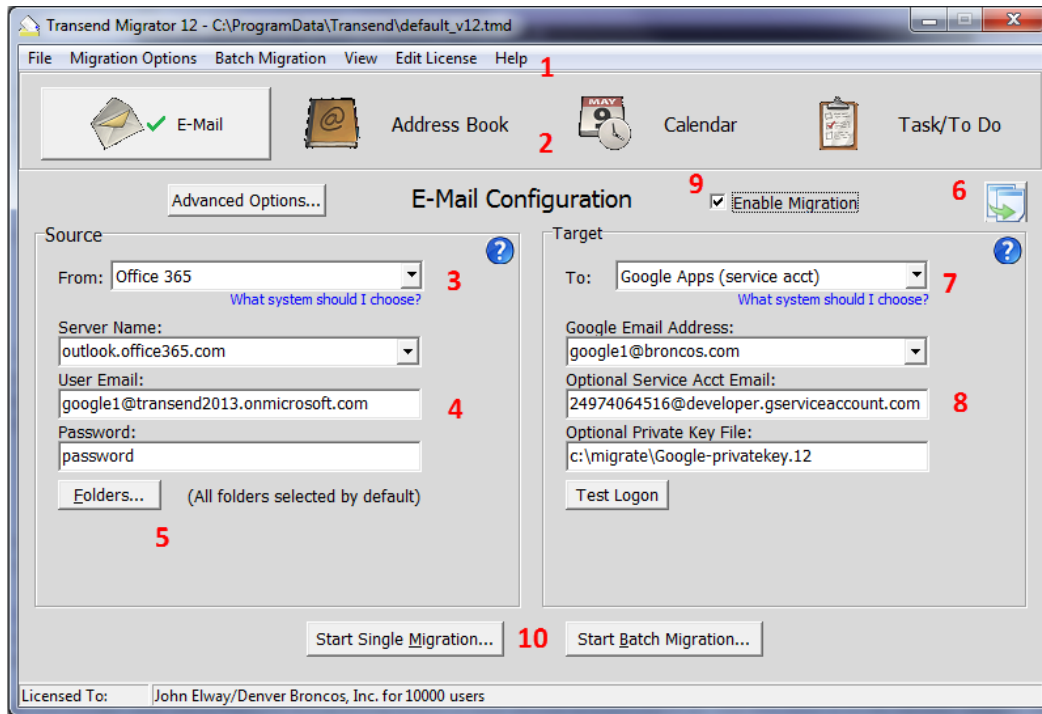 Transend Migrator 12 - C:\ProgramData\Transend\default_v12.tmd
File Migration Options Batch Migration View Edit License Help 1
E-Mail Address Book 2 MAY 9 Calendar Task/To Do
Advanced Options... E-Mail Configuration 9 Enable Migration 6
Source
From: Office 365 3
What system should I choose?
Server Name:
outlook.office365.com
User Email:
google1@transend2013.onmicrosoft.com 4
Password:
password
Folders... (All folders selected by default)
5
Target
To: Google Apps (service acct) 7
What system should I choose?
Google Email Address:
google1@broncos.com
Optional Service Acct Email:
24974064516@developer.gserviceaccount.com 8
Optional Private Key File:
c:\migrate\Google-privatekey.12
Test Logon
Start Single Migration... 10 Start Batch Migration...
Licensed To: John Elway/Denver Broncos, Inc. for 10000 users